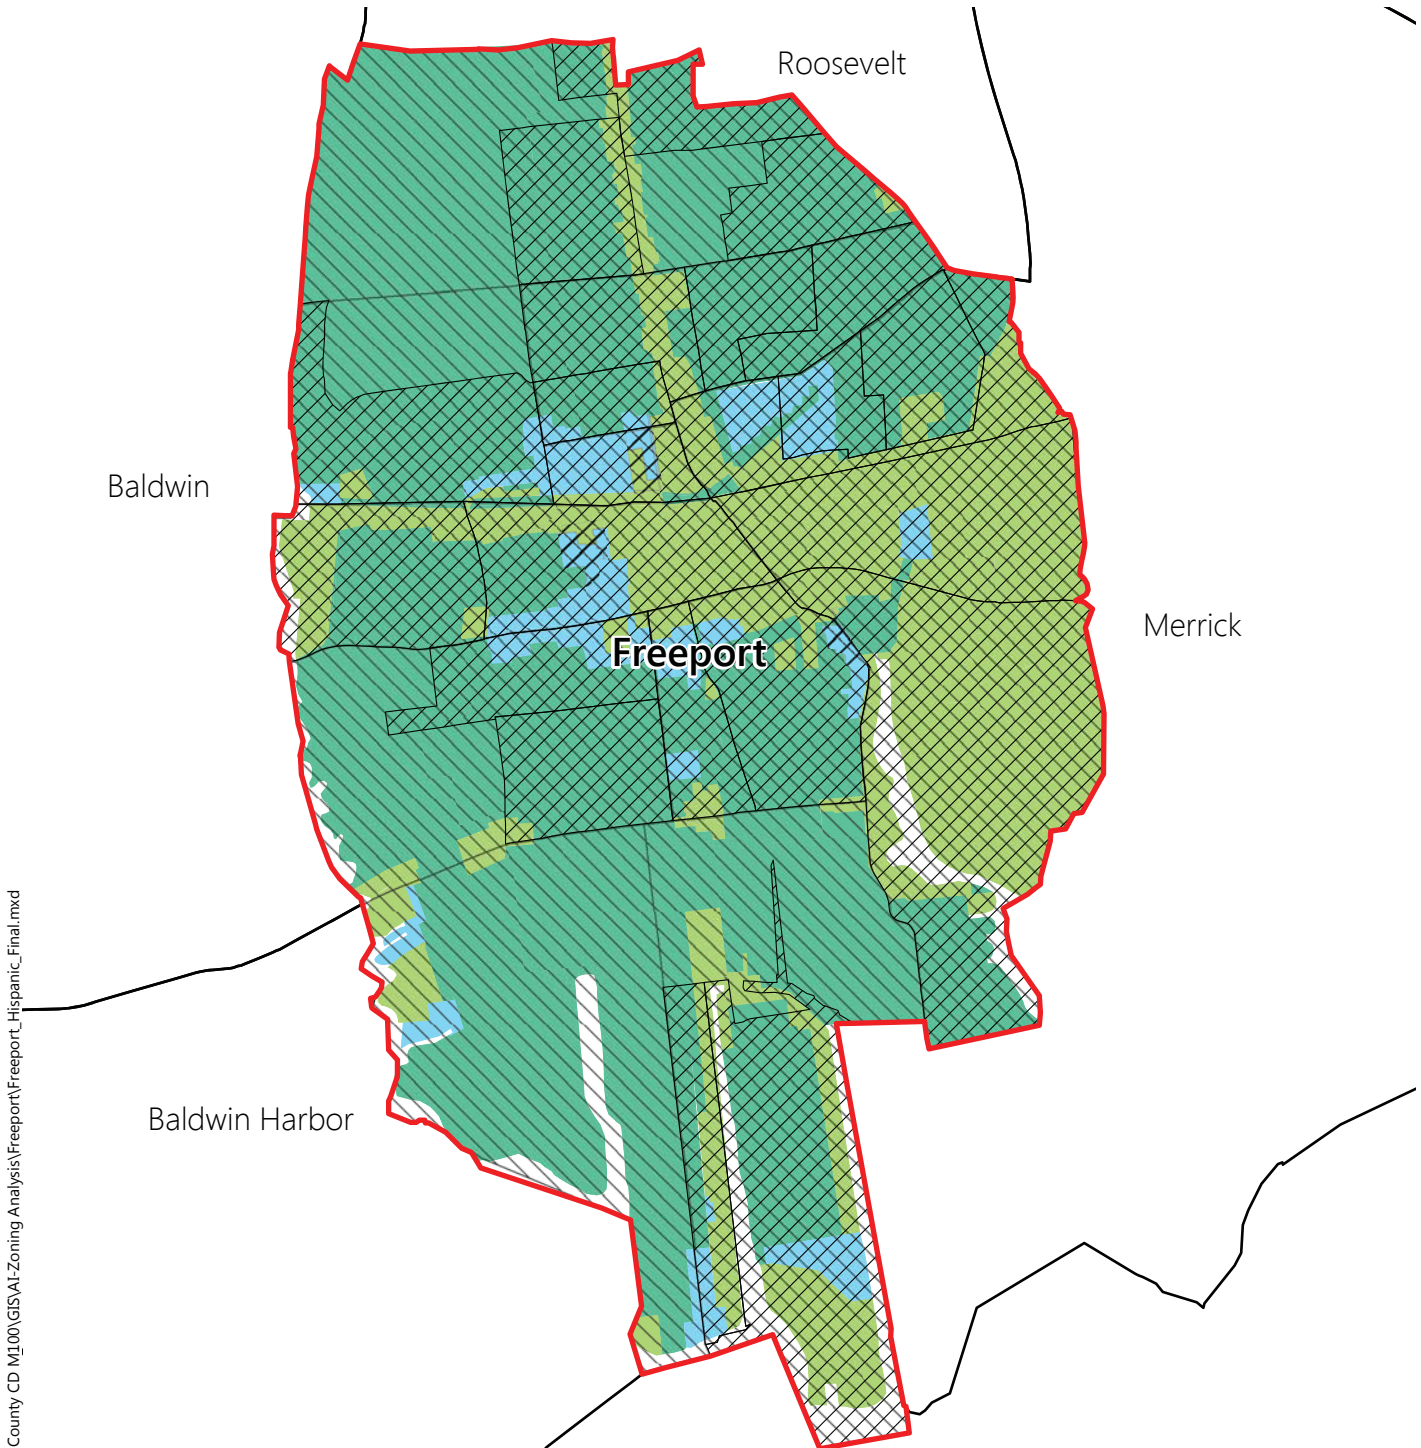 Roosevelt
Baldwin
Merrick
Freeport
Baldwin Harbor
County CD M100\GIS\AI-Zoning Analysis\Freeport\Freeport_Hispanic_Final.mxd